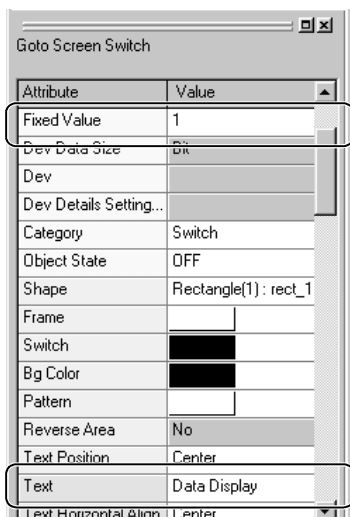 Goto Screen Switch
Attribute Value
Fixed Value 1
Dev Data Size Bit
Dev
Dev Details Setting...
Category Switch
Object State OFF
Shape Rectangle(1) : rect_1
Frame
Switch
Bg Color
Pattern
Reverse Area No
Text Position Center
Text Data Display
Text Horizontal Align Center